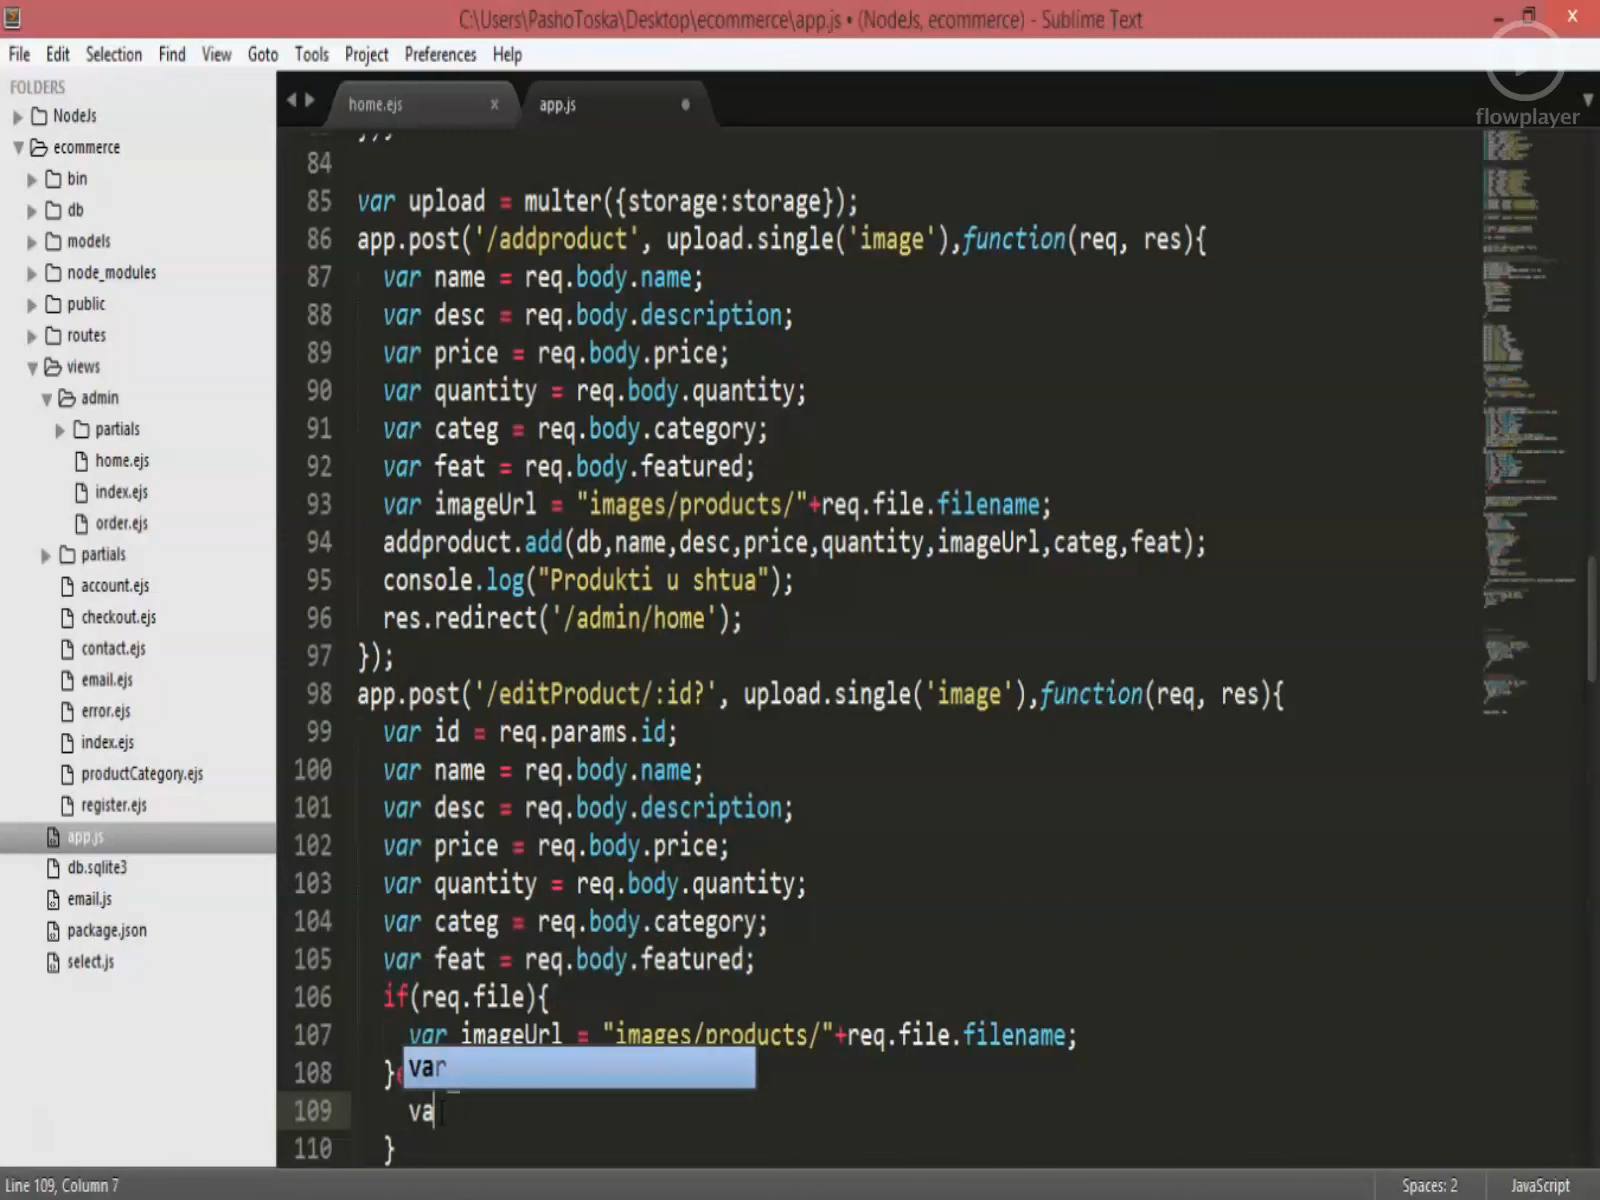 C:\Users\PashoToska\Desktop\ecommerce\app.js • (NodeJs, ecommerce) - Sublime Text
File Edit Selection Find View Goto Tools Project Preferences Help
flowplayer
FOLDERS
NodeJs
ecommerce
bin
db
models
node_modules
public
routes
views
admin
partials
home.ejs
index.ejs
order.ejs
partials
account.ejs
checkout.ejs
contact.ejs
email.ejs
error.ejs
index.ejs
productCategory.ejs
register.ejs
app.js
db.sqlite3
email.js
package.json
select.js
home.ejs x app.js
84
85 var upload = multer({storage:storage});
86 app.post('/addproduct', upload.single('image'),function(req, res){
87 var name = req.body.name;
88 var desc = req.body.description;
89 var price = req.body.price;
90 var quantity = req.body.quantity;
91 var categ = req.body.category;
92 var feat = req.body.featured;
93 var imageUrl = "images/products/"+req.file.filename;
94 addproduct.add(db,name,desc,price,quantity,imageUrl,categ,feat);
95 console.log("Produkti u shtua");
96 res.redirect('/admin/home');
97 });
98 app.post('/editProduct/:id?', upload.single('image'),function(req, res){
99 var id = req.params.id;
100 var name = req.body.name;
101 var desc = req.body.description;
102 var price = req.body.price;
103 var quantity = req.body.quantity;
104 var categ = req.body.category;
105 var feat = req.body.featured;
106 if(req.file){
107 var imageUrl = "images/products/"+req.file.filename;
108 }
var
109 va
110 }
Line 109, Column 7
Spaces: 2 JavaScript